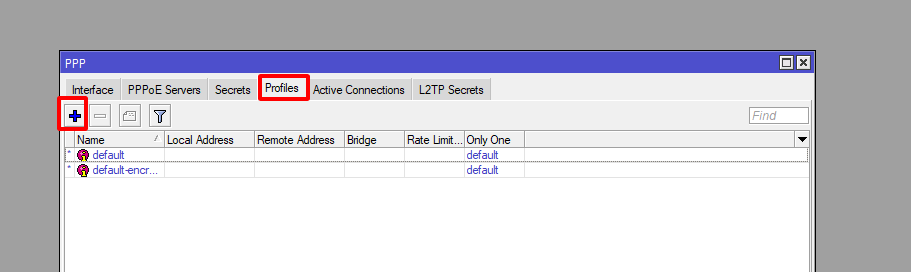 PPP
Interface PPPoE Servers Secrets Profiles Active Connections L2TP Secrets
Find
Name Local Address Remote Address Bridge Rate Limit... Only One
* default default
* default-encr... default